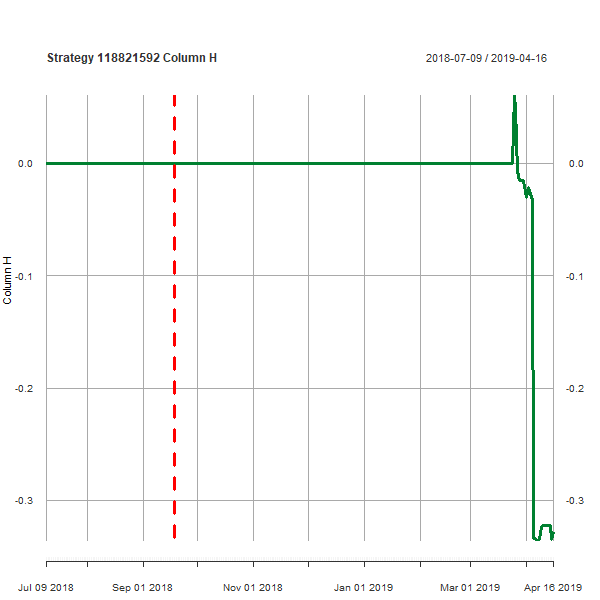 Strategy 118821592 Column H
2018-07-09 / 2019-04-16
Column H
0.0
-0.1
-0.2
-0.3
0.0
-0.1
-0.2
-0.3
Jul 09 2018
Sep 01 2018
Nov 01 2018
Jan 01 2019
Mar 01 2019
Apr 16 2019